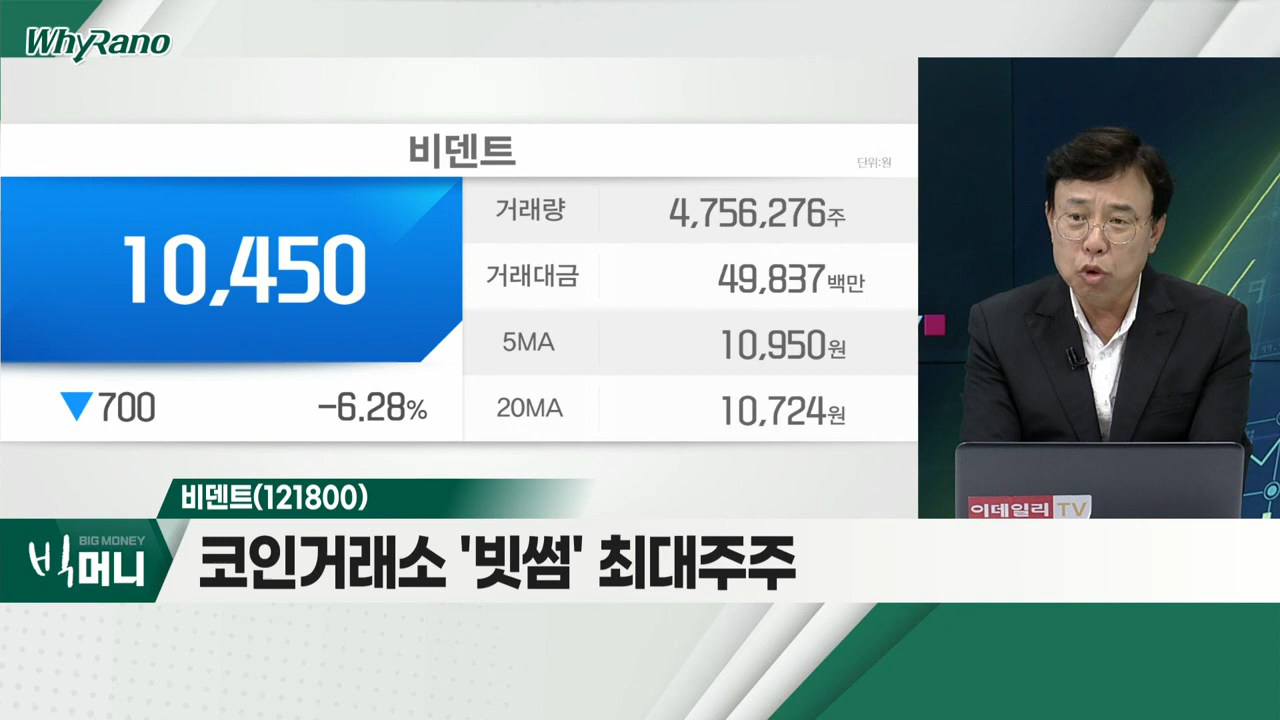 WhyRano
비덴트
단위:원
10,450
▼700 -6.28%
거래량 4,756,276주
거래대금 49,837백만
5MA 10,950원
20MA 10,724원
이데일리TV
비덴트(121800)
BIG MONEY
빅머니
코인거래소 '빗썸' 최대주주